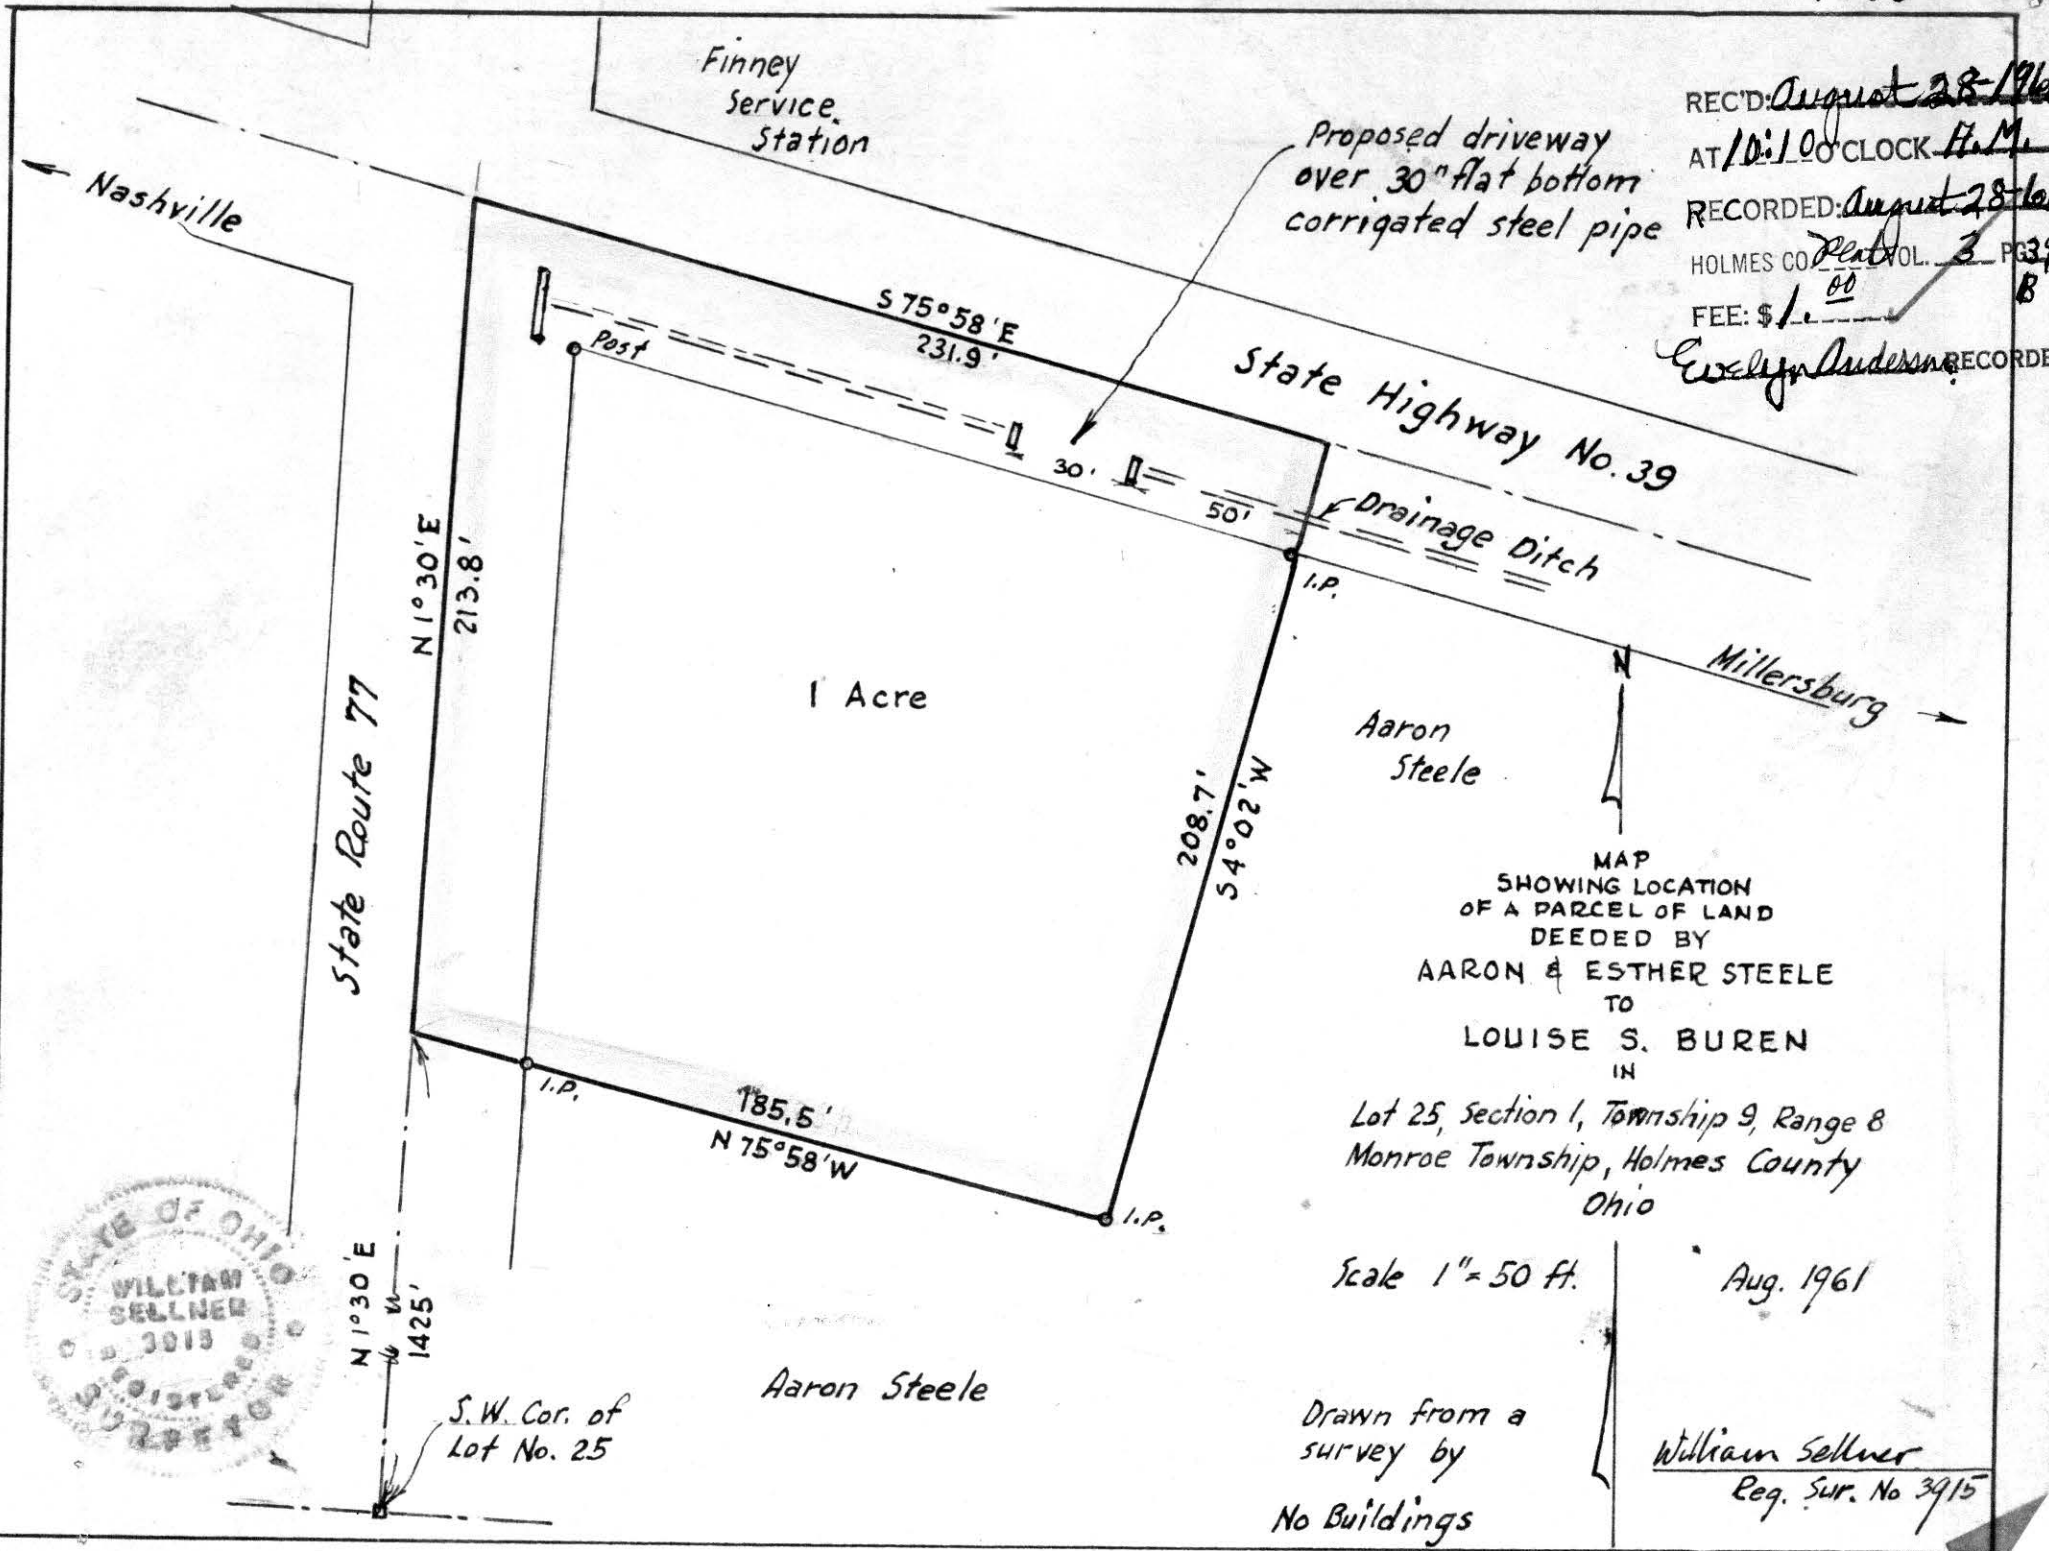 Finney
Service
Station
Nashville
Proposed driveway
over 30" flat bottom
corrigated steel pipe
REC'D: August 28-196
AT 10:10 O'CLOCK A.M.
RECORDED: August 28-6
HOLMES CO. Plat VOL. 3 PG
B
FEE: $1.00
Evelyn Anderson RECORDE
S 75°58'E
231.9'
Post
State Highway No. 39
30'
50'
Drainage Ditch
I.P.
N 1°30'E
213.8'
State Route 77
1 Acre
N
Millersburg
Aaron
Steele
208.7'
S 4°02'W
MAP
SHOWING LOCATION
OF A PARCEL OF LAND
DEEDED BY
AARON & ESTHER STEELE
TO
LOUISE S. BUREN
IN
Lot 25, Section 1, Township 9, Range 8
Monroe Township, Holmes County
Ohio
I.P.
185.5'
N 75°58'W
I.P.
Scale 1"=50 ft.
Aug. 1961
STATE OF OHIO
WILLIAM
SELLNER
REGISTERED
SURVEYOR
N 1°30'E
1425'
Aaron Steele
S.W. Cor. of
Lot No. 25
Drawn from a
survey by
No Buildings
William Sellner
Reg. Sur. No 3915